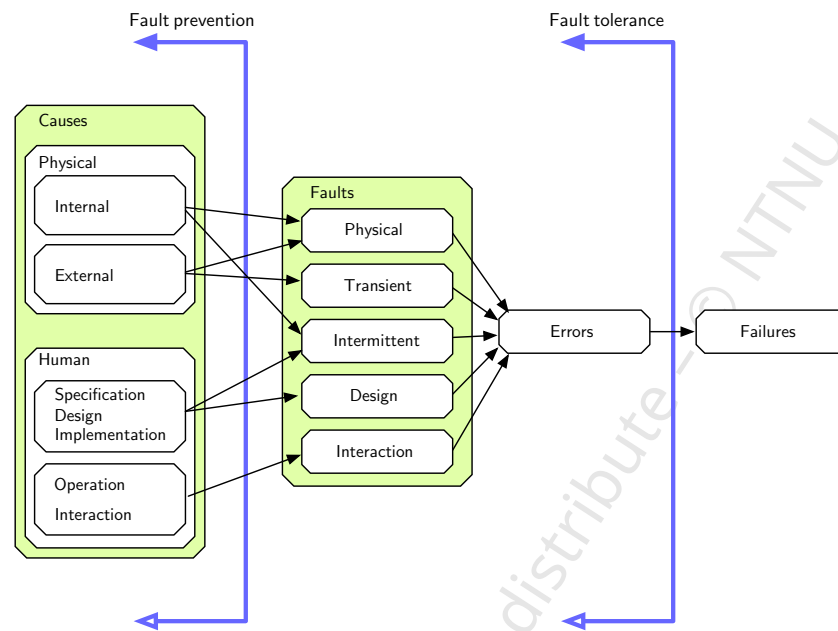 Fault prevention
Fault tolerance
Causes
Physical
Internal
External
Human
Specification
Design
Implementation
Operation
Interaction
Faults
Physical
Transient
Intermittent
Design
Interaction
Errors
Failures
distribute – © NTNU